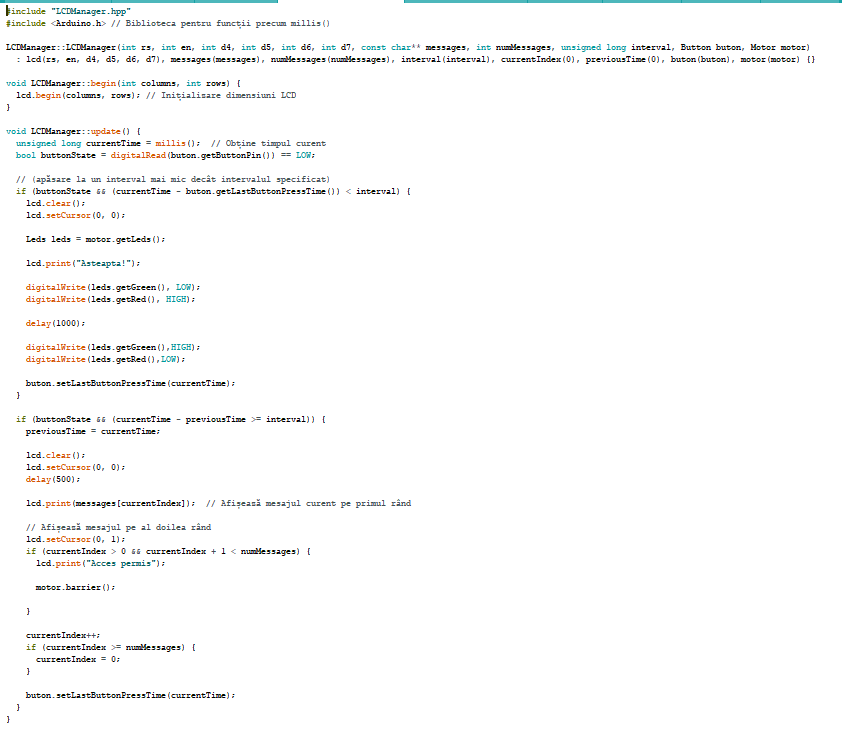 #include "LCDManager.hpp"
#include <Arduino.h> // Biblioteca pentru funcții precum millis()
LCDManager::LCDManager(int rs, int en, int d4, int d5, int d6, int d7, const char** messages, int numMessages, unsigned long interval, Button buton, Motor motor)
  : lcd(rs, en, d4, d5, d6, d7), messages(messages), numMessages(numMessages), interval(interval), currentIndex(0), previousTime(0), buton(buton), motor(motor) {}
void LCDManager::begin(int columns, int rows) {
  lcd.begin(columns, rows); // Inițializare dimensiuni LCD
}
void LCDManager::update() {
  unsigned long currentTime = millis();  // Obține timpul curent
  bool buttonState = digitalRead(buton.getButtonPin()) == LOW;
  // (apăsare la un interval mai mic decât intervalul specificat)
  if (buttonState && (currentTime - buton.getLastButtonPressTime()) < interval) {
    lcd.clear();
    lcd.setCursor(0, 0);
    Leds leds = motor.getLeds();
    lcd.print("Asteapta!");
    digitalWrite(leds.getGreen(), LOW);
    digitalWrite(leds.getRed(), HIGH);
    delay(1000);
    digitalWrite(leds.getGreen(),HIGH);
    digitalWrite(leds.getRed(),LOW);
    buton.setLastButtonPressTime(currentTime);
  }
  if (buttonState && (currentTime - previousTime >= interval)) {
    previousTime = currentTime;
    lcd.clear();
    lcd.setCursor(0, 0);
    delay(500);
    lcd.print(messages[currentIndex]);  // Afișează mesajul curent pe primul rând
    // Afișează mesajul pe al doilea rând
    lcd.setCursor(0, 1);
    if (currentIndex > 0 && currentIndex + 1 < numMessages) {
      lcd.print("Acces permis");
      motor.barrier();
    }
    currentIndex++;
    if (currentIndex >= numMessages) {
      currentIndex = 0;
    }
    buton.setLastButtonPressTime(currentTime);
  }
}